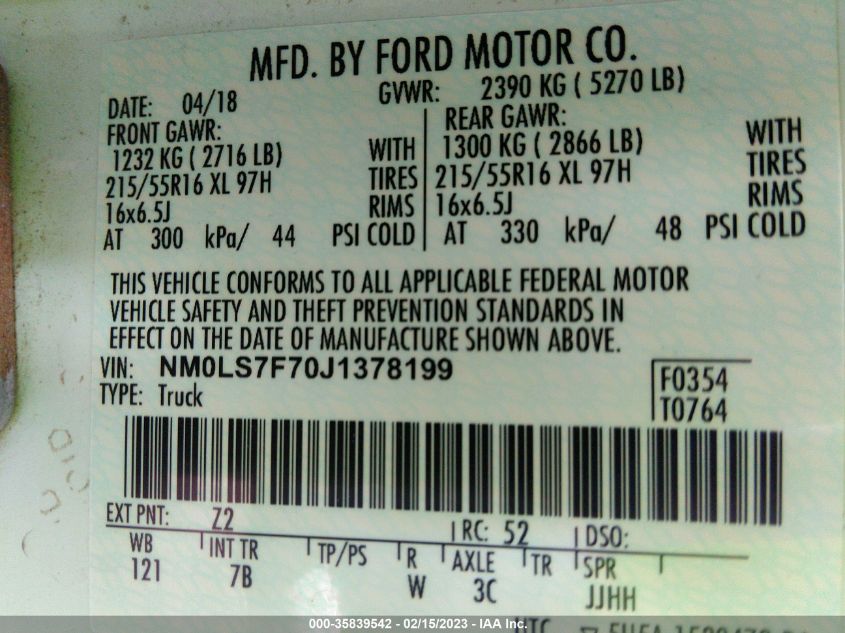 MFD. BY FORD MOTOR CO.
DATE: 04/18 GVWR: 2390 KG ( 5270 LB)
FRONT GAWR: REAR GAWR:
1232 KG ( 2716 LB) WITH 1300 KG ( 2866 LB) WITH
215/55R16 XL 97H TIRES 215/55R16 XL 97H TIRES
16x6.5J RIMS 16x6.5J RIMS
AT 300 kPa/ 44 PSI COLD AT 330 kPa/ 48 PSI COLD
THIS VEHICLE CONFORMS TO ALL APPLICABLE FEDERAL MOTOR
VEHICLE SAFETY AND THEFT PREVENTION STANDARDS IN
EFFECT ON THE DATE OF MANUFACTURE SHOWN ABOVE.
VIN: NM0LS7F70J1378199
F0354
TYPE: Truck
T0764
EXT PNT: Z2 RC: 52 DSO:
WB INT TR TP/PS R AXLE TR SPR
121 7B W 3C JJHH
UTC
000-35839542 - 02/15/2023 - IAA Inc.